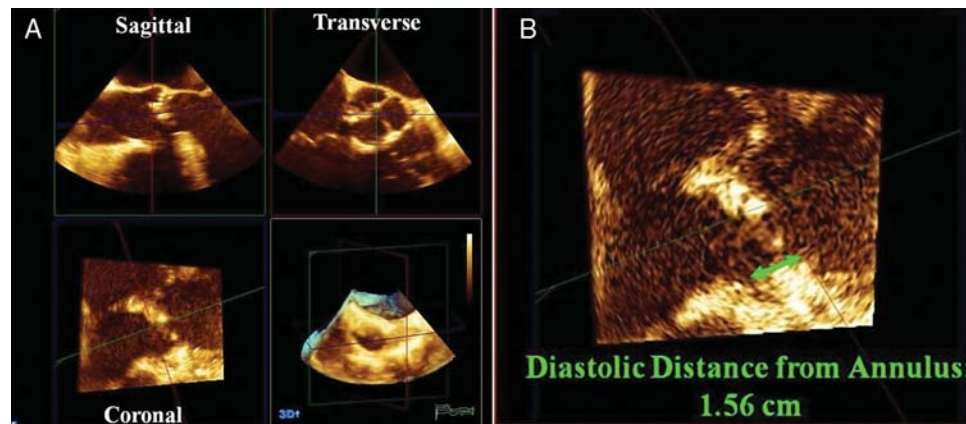 A
Sagittal
Transverse
Coronal
3D↑
B
Diastolic Distance from Annulus
1.56 cm